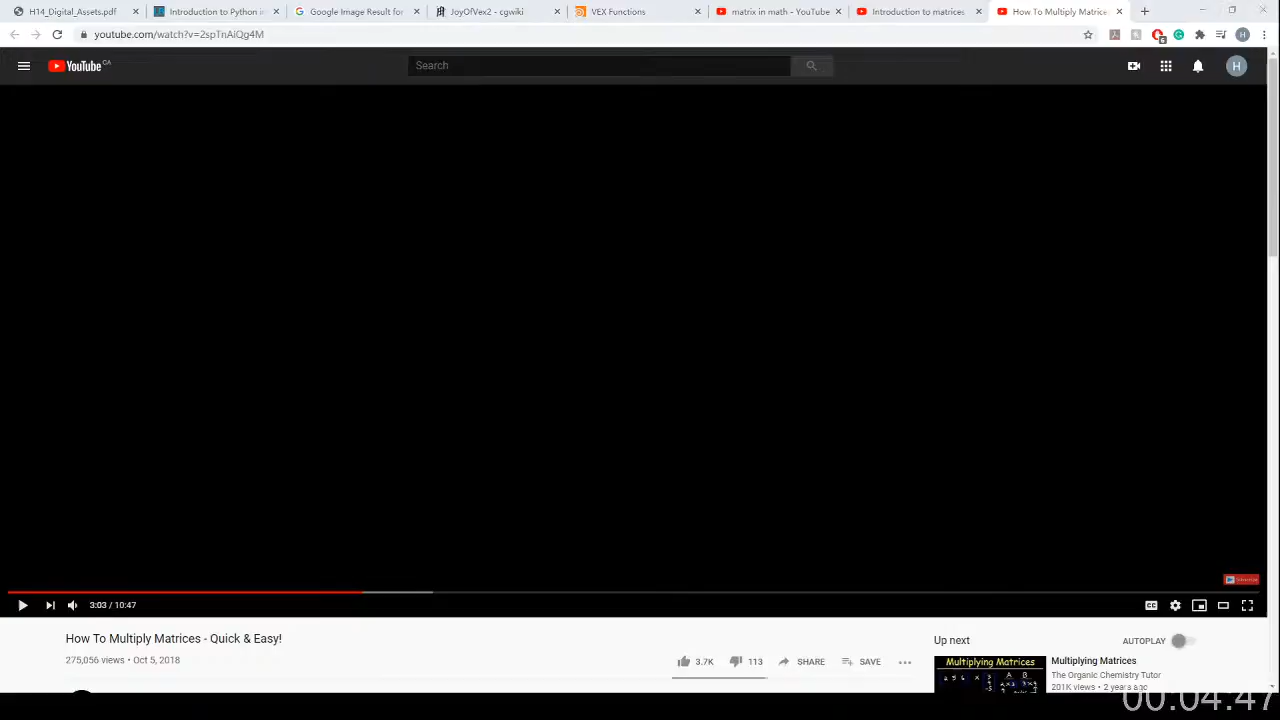 H14_Digital_Assets.pdf
Introduction to Python in
Google Image Result for
JoyOfVex2 - cgwiki
VEX Functions
matrix in math - YouTube
Introduction to matrices
How To Multiply Matrice
youtube.com/watch?v=2spTnAiQg4M
YouTube CA
Search
H
3:03 / 10:47
How To Multiply Matrices - Quick & Easy!
275,056 views • Oct 5, 2018
3.7K
113
SHARE
SAVE
Up next
AUTOPLAY
Multiplying Matrices
Multiplying Matrices
The Organic Chemistry Tutor
201K views • 2 years ago
00:04:47